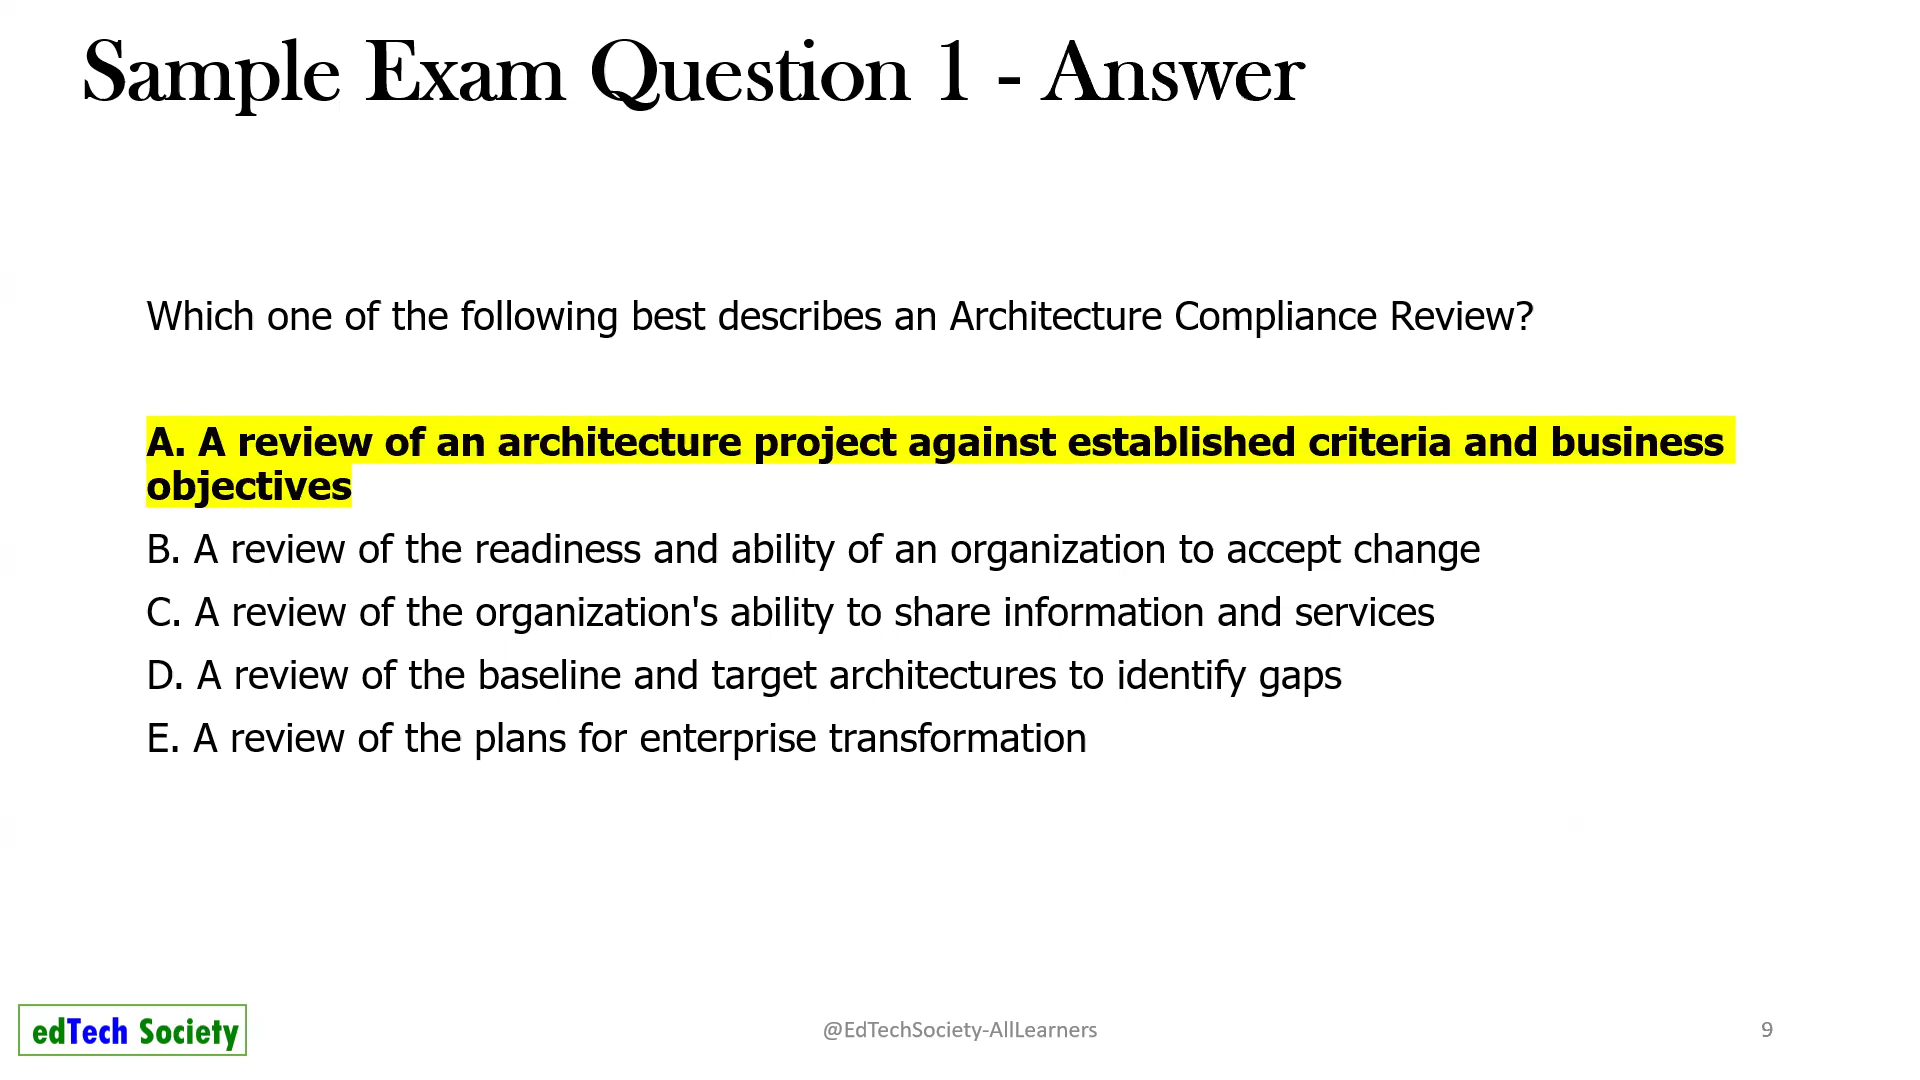 Sample Exam Question 1 - Answer
Which one of the following best describes an Architecture Compliance Review?
A. A review of an architecture project against established criteria and business
objectives
B. A review of the readiness and ability of an organization to accept change
C. A review of the organization's ability to share information and services
D. A review of the baseline and target architectures to identify gaps
E. A review of the plans for enterprise transformation
edTech Society
@EdTechSociety-AllLearners
9